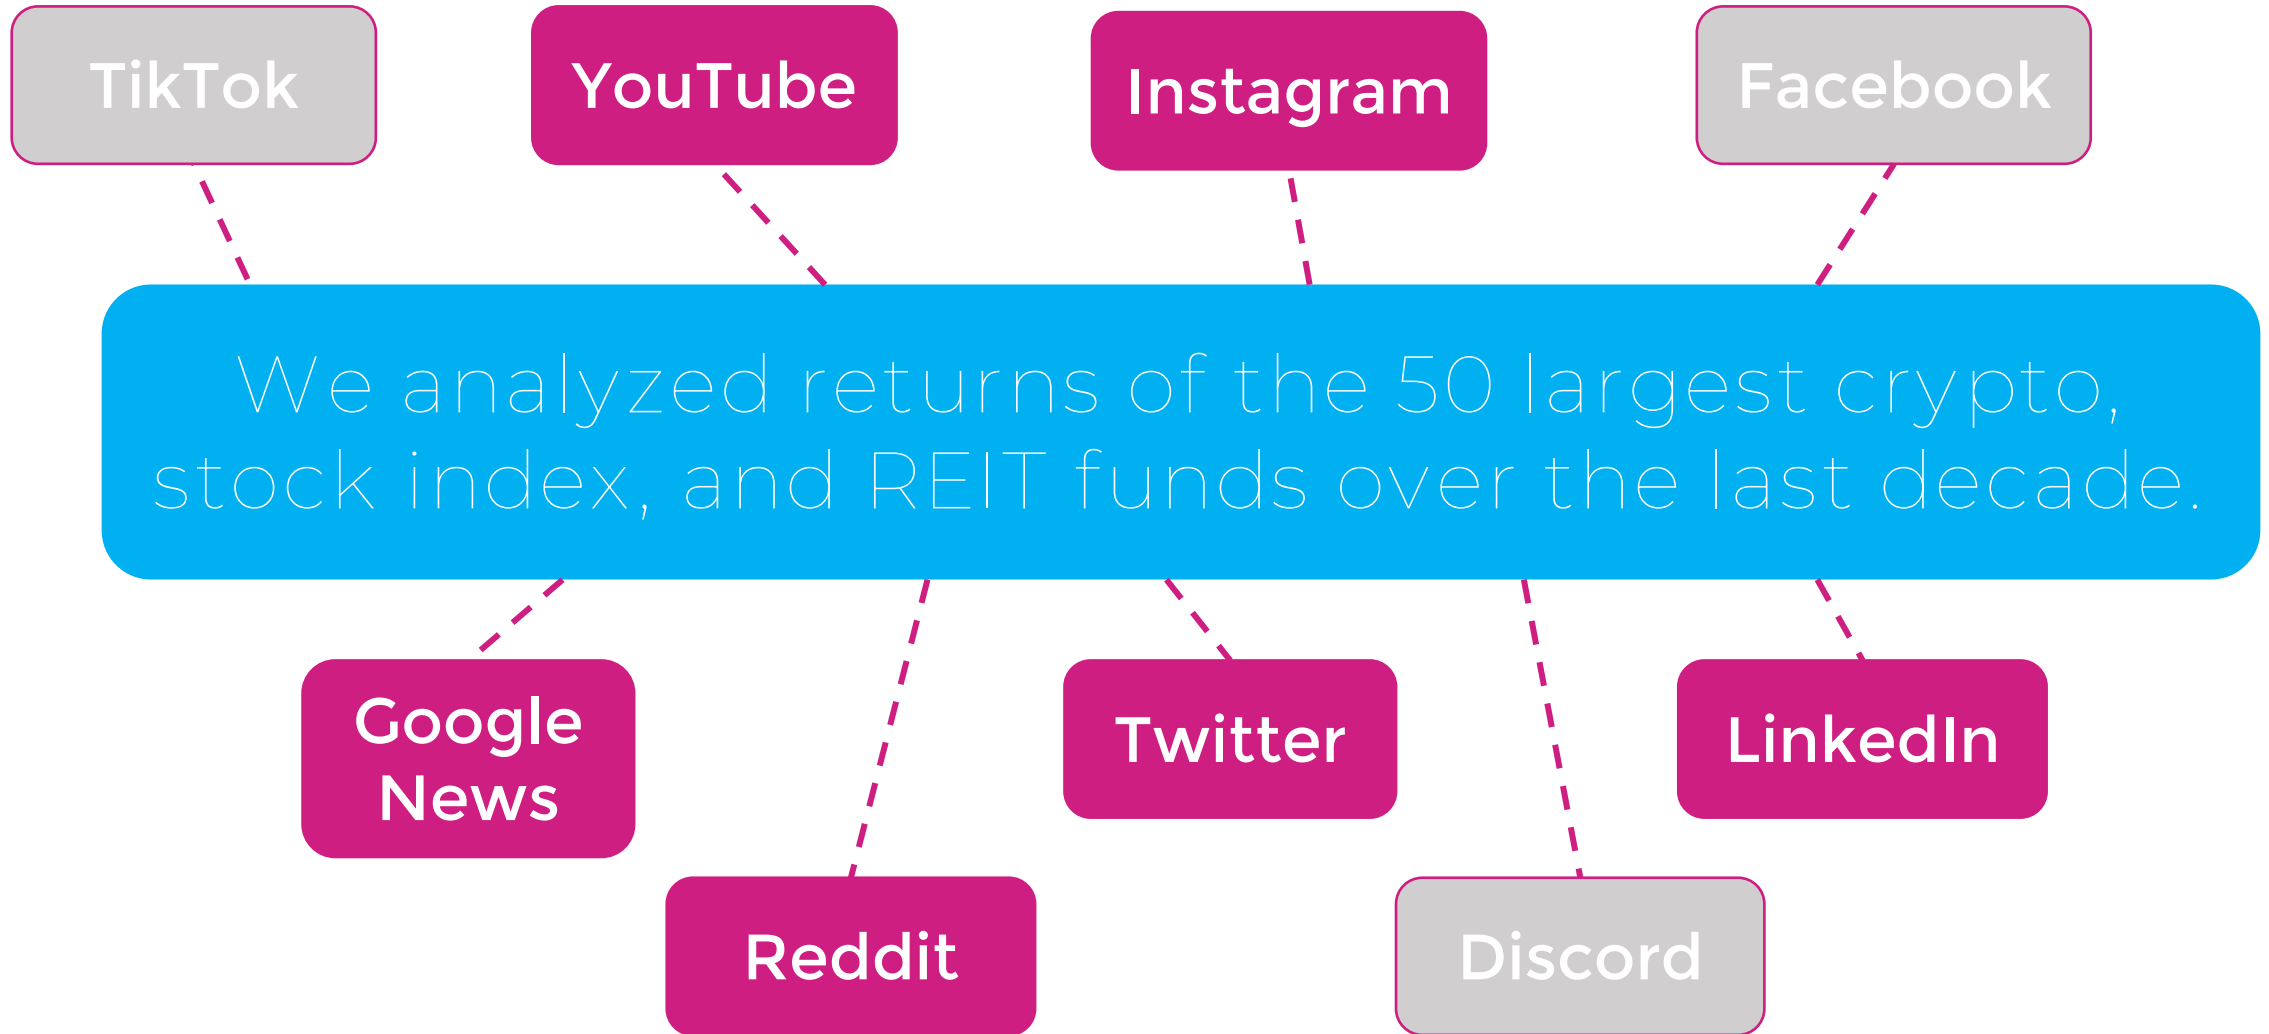 TikTok
YouTube
Instagram
Facebook
We analyzed returns of the 50 largest crypto,
stock index, and REIT funds over the last decade.
Google
News
Twitter
LinkedIn
Reddit
Discord